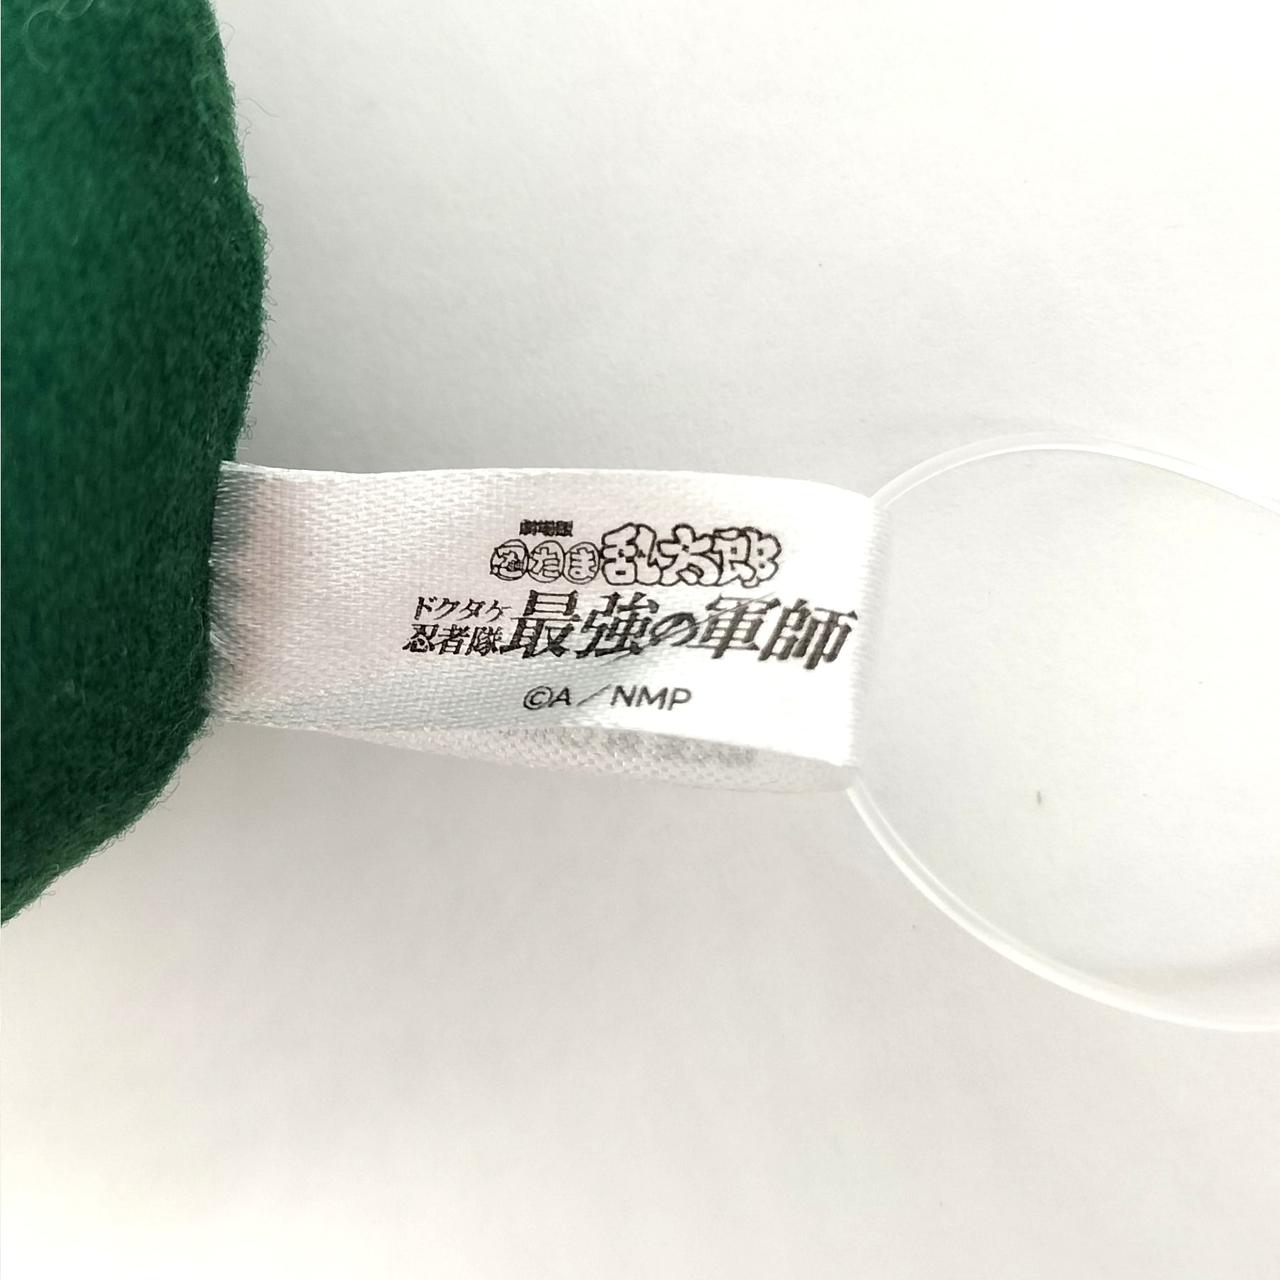 劇場版
忍たま乱太郎
ドクタケ
忍者隊最強の軍師
©A／NMP